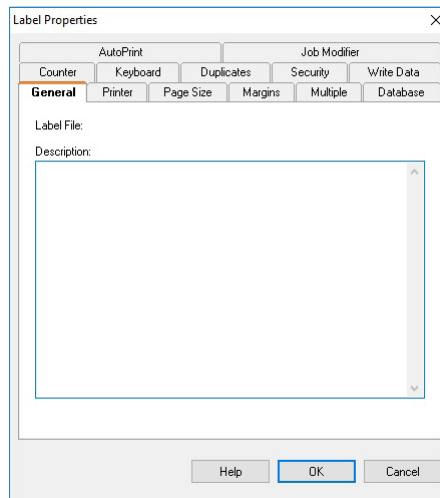 Label Properties
AutoPrint Job Modifier
Counter Keyboard Duplicates Security Write Data
General Printer Page Size Margins Multiple Database
Label File:
Description:
Help OK Cancel